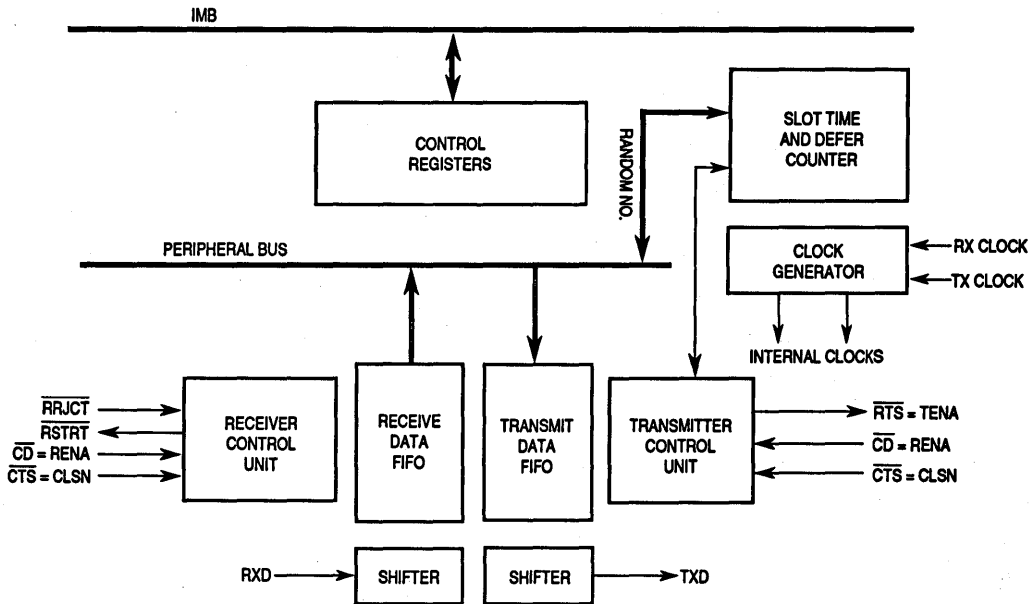 IMB
CONTROL
REGISTERS
RANDOM NO.
SLOT TIME
AND DEFER
COUNTER
PERIPHERAL BUS
CLOCK
GENERATOR
RX CLOCK
TX CLOCK
INTERNAL CLOCKS
RRJCT
RSTRT
CD = RENA
CTS = CLSN
RECEIVER
CONTROL
UNIT
RECEIVE
DATA
FIFO
TRANSMIT
DATA
FIFO
TRANSMITTER
CONTROL
UNIT
RTS = TENA
CD = RENA
CTS = CLSN
RXD
SHIFTER
SHIFTER
TXD